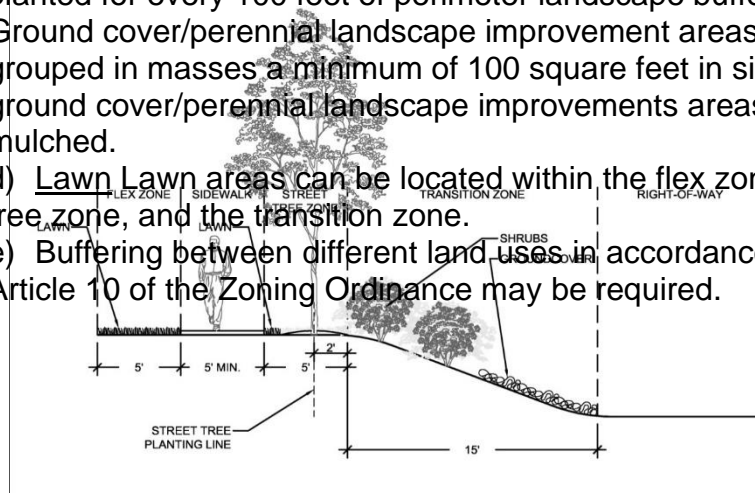 planted for every 100 feet of perimeter landscape buffe
Ground cover/perennial landscape improvement areas
grouped in masses a minimum of 100 square feet in si
ground cover/perennial landscape improvements areas
mulched.
d) Lawn Lawn areas can be located within the flex zon
tree zone, and the transition zone.
e) Buffering between different land uses in accordance
Article 10 of the Zoning Ordinance may be required.
FLEX ZONE
SIDEWALK
STREET
TREE ZONE
TRANSITION ZONE
RIGHT-OF-WAY
LAWN
LAWN
SHRUBS
GROUNDCOVER
5'
5' MIN.
5'
2'
STREET TREE
PLANTING LINE
15'